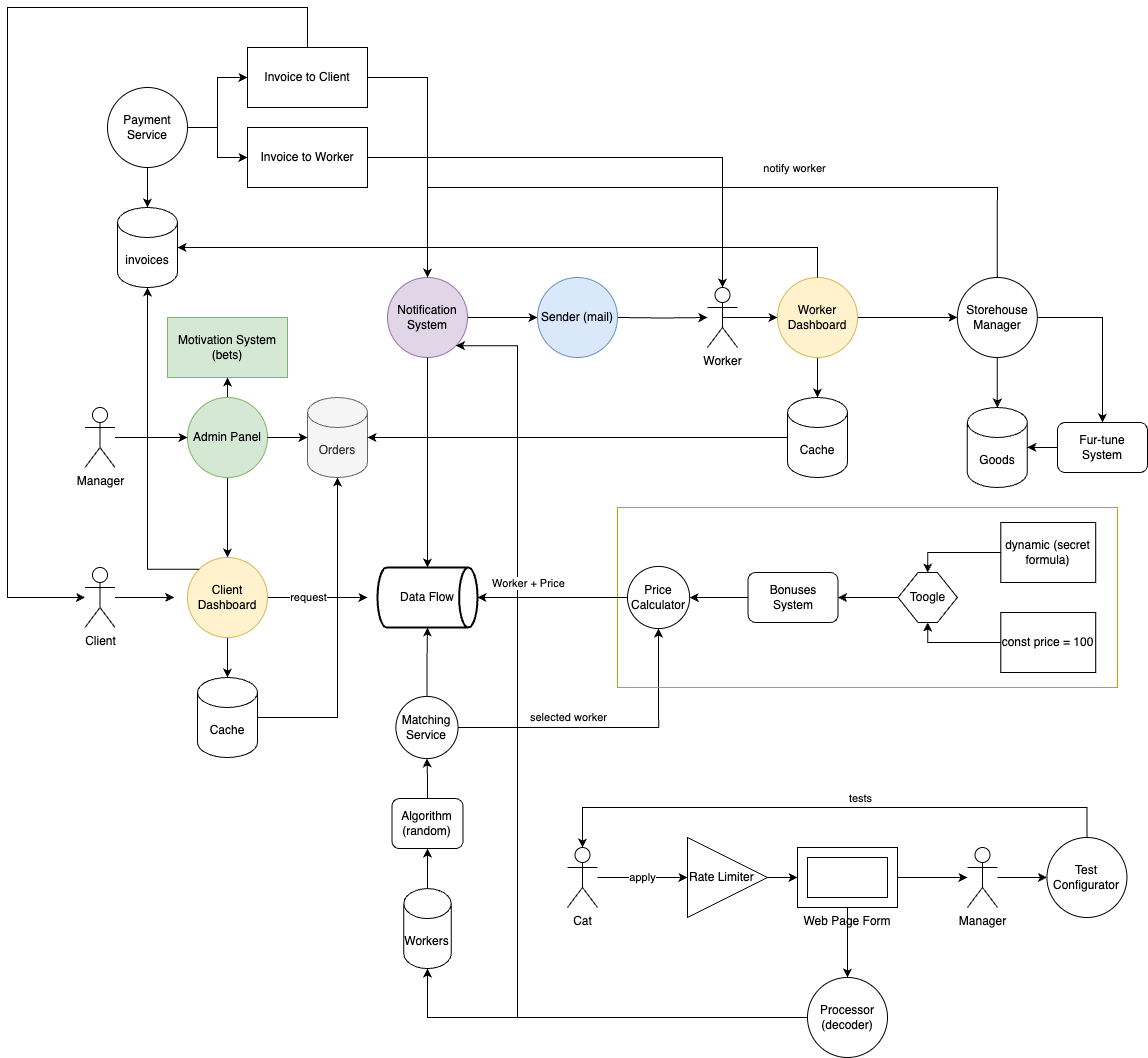 Invoice to Client
Payment
Service
Invoice to Worker
notify worker
invoices
Notification
System
Sender (mail)
Worker
Worker
Dashboard
Storehouse
Manager
Motivation System
(bets)
Manager
Admin Panel
Orders
Cache
Goods
Fur-tune
System
Client
Client
Dashboard
request
Data Flow
Worker + Price
Price
Calculator
Bonuses
System
Toogle
dynamic (secret
formula)
const price = 100
Cache
Matching
Service
selected worker
Algorithm
(random)
Workers
tests
Cat
apply
Rate Limiter
Web Page Form
Manager
Test
Configurator
Processor
(decoder)